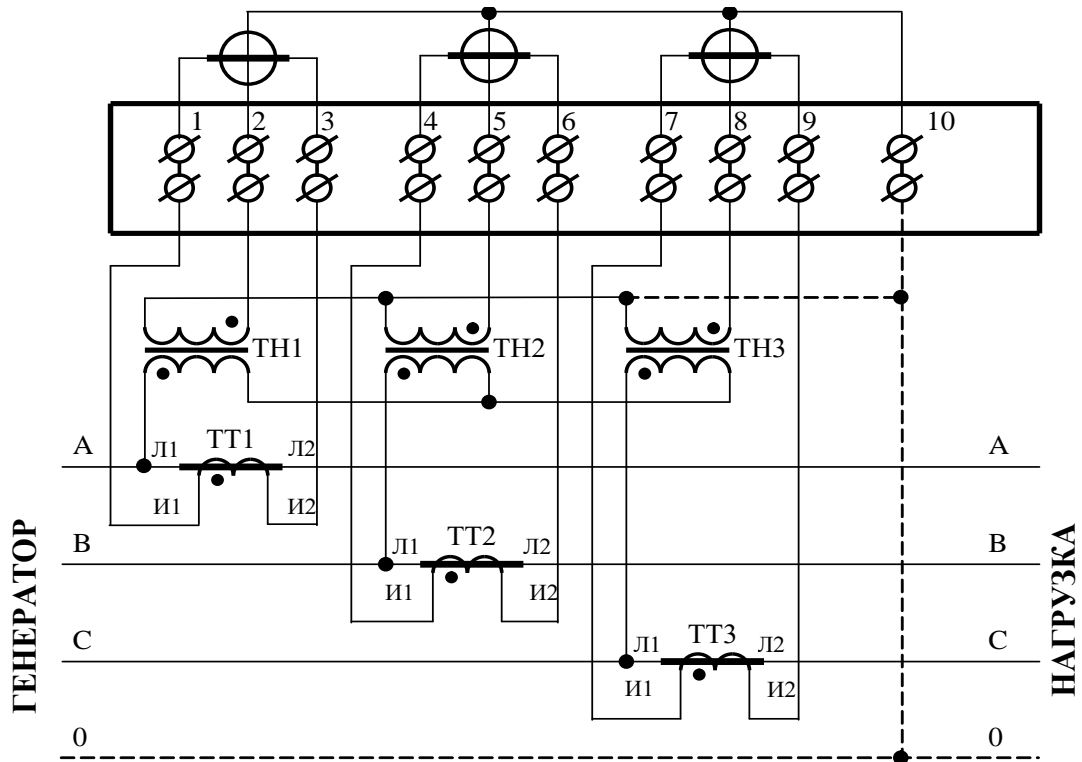 1 2 3 4 5 6 7 8 9 10
ТН1 ТН2 ТН3
А Л1 ТТ1 Л2 А
И1 И2
В Л1 ТТ2 Л2 В
И1 И2
С Л1 ТТ3 Л2 С
И1 И2
0 0
ГЕНЕРАТОР
НАГРУЗКА